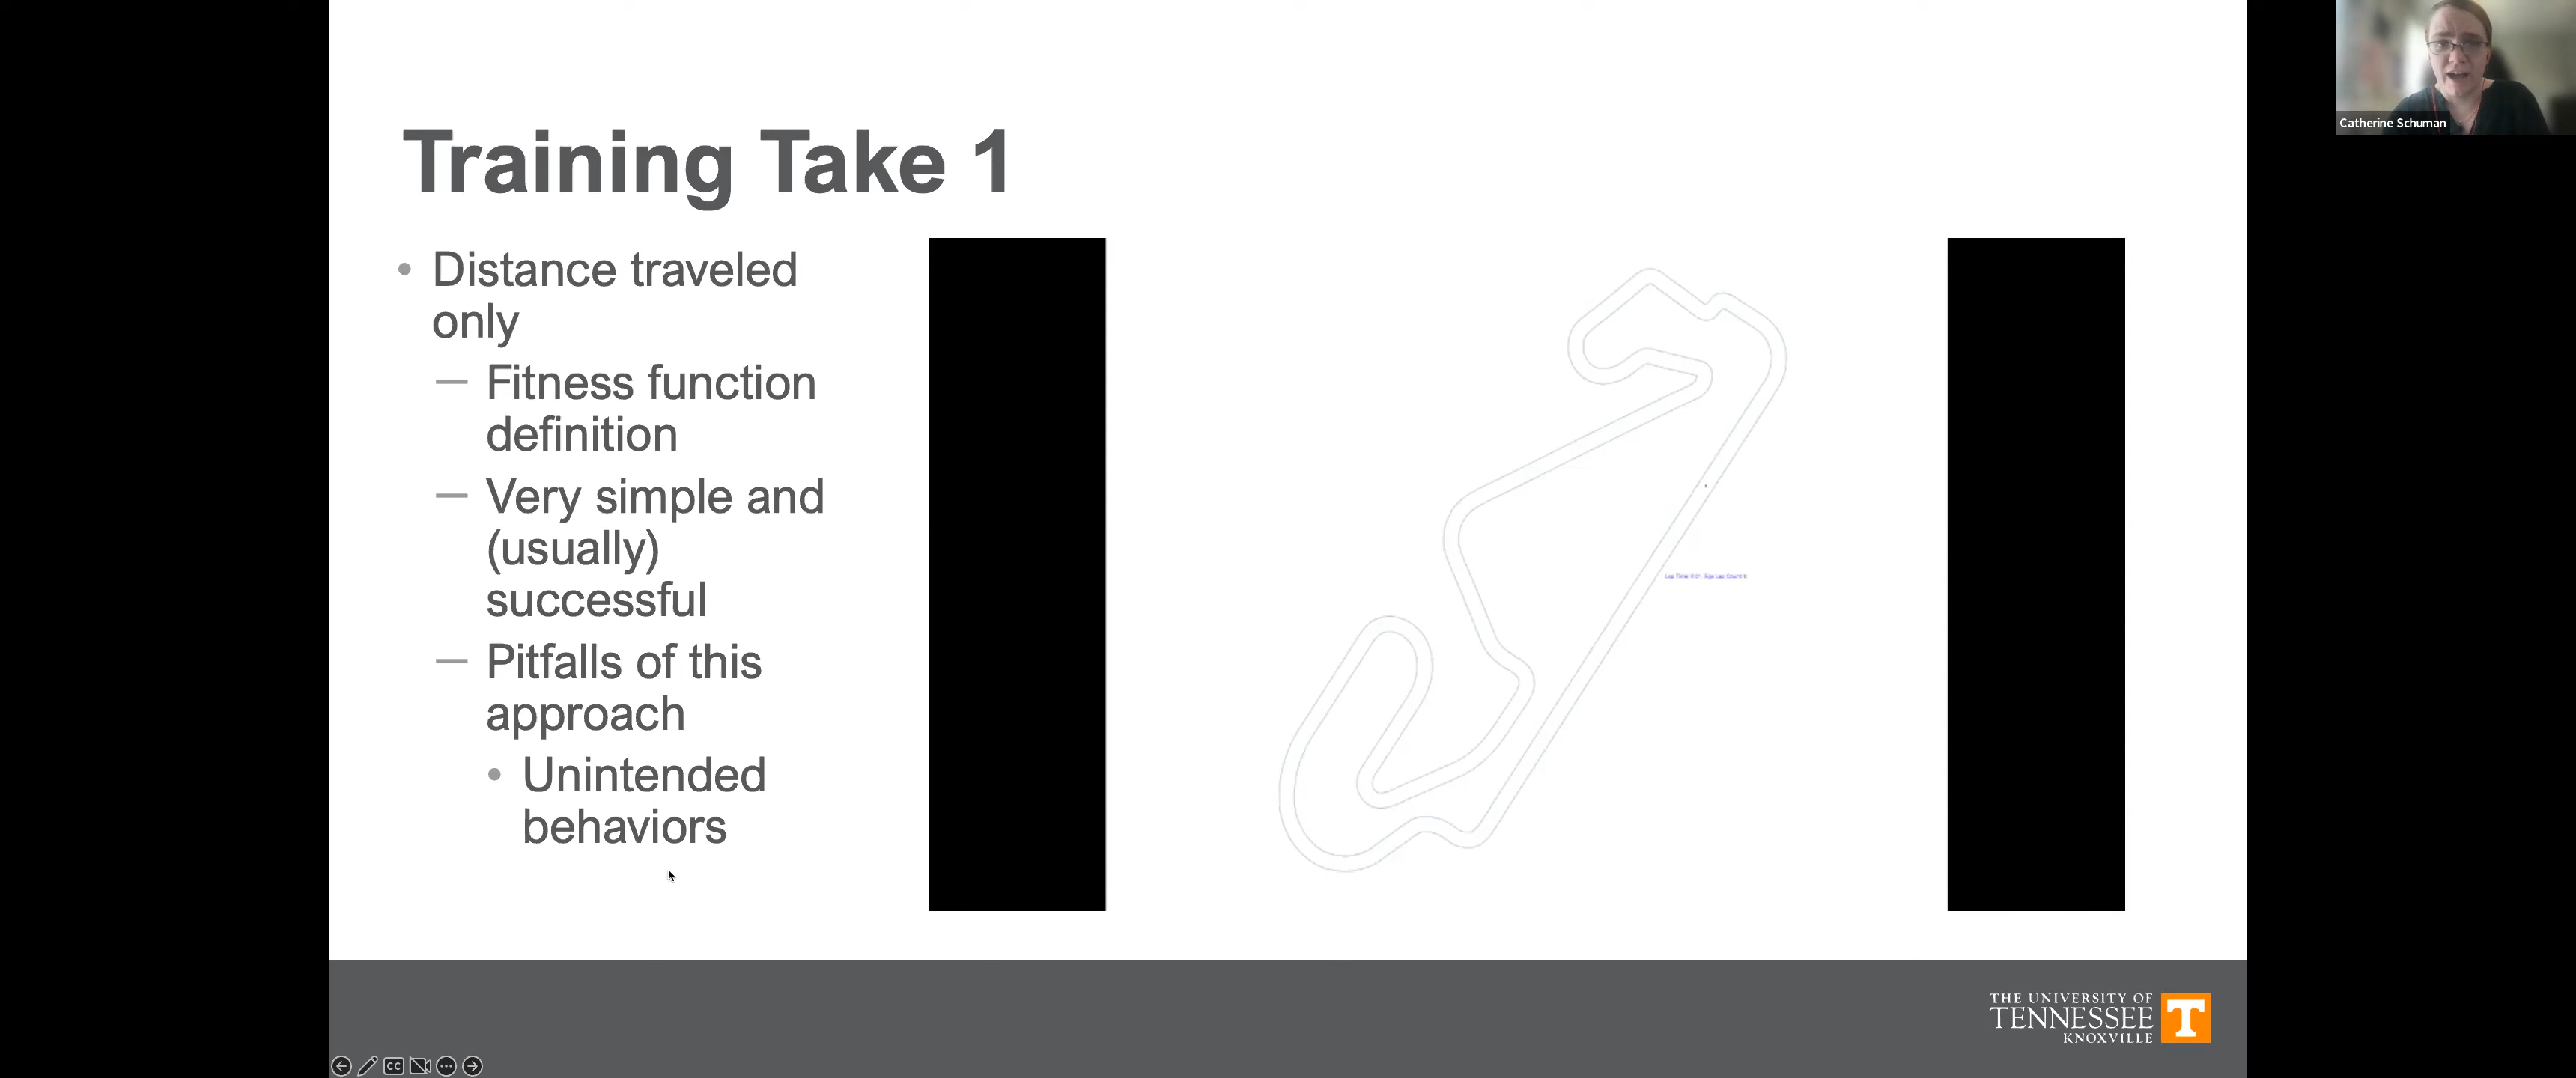 Catherine Schuman
Training Take 1
Distance traveled
only
Fitness function
definition
Very simple and
(usually)
successful
Pitfalls of this
approach
Unintended
behaviors
THE UNIVERSITY OF
TENNESSEE
KNOXVILLE
T
CC